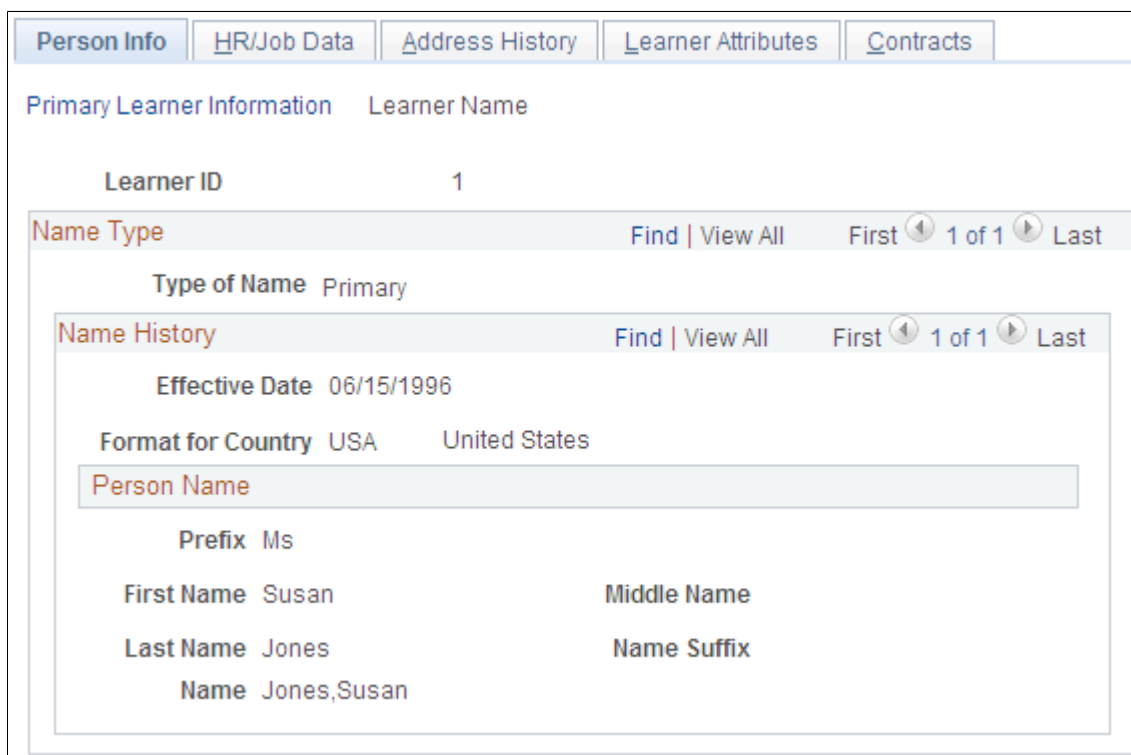 Person Info HR/Job Data Address History Learner Attributes Contracts
Primary Learner Information Learner Name
Learner ID 1
Name Type Find | View All First 1 of 1 Last
Type of Name Primary
Name History Find | View All First 1 of 1 Last
Effective Date 06/15/1996
Format for Country USA United States
Person Name
Prefix Ms
First Name Susan Middle Name
Last Name Jones Name Suffix
Name Jones,Susan